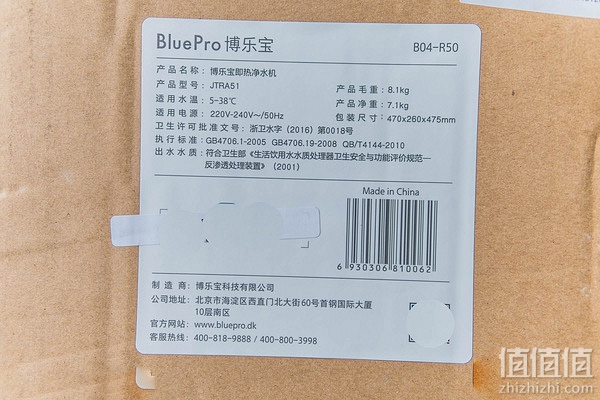 BluePro 博乐宝 B04-R50
产品名称：博乐宝即热净水机
产品型号：JTRA51 产品毛重：8.1kg
适用水温：5-38℃ 产品净重：7.1kg
适用电源：220V-240V～/50Hz 包装尺寸：470x260x475mm
卫生许可批准文号：浙卫水字（2016）第0018号
执行标准：GB4706.1-2005 GB4706.19-2008 QB/T4144-2010
出水水质：符合卫生部《生活饮用水水质处理器卫生安全与功能评价规范—
反渗透处理装置》（2001）
Made in China
6 930306 810062
制造商：博乐宝科技有限公司
公司地址：北京市海淀区西直门北大街60号首钢国际大厦
10层南区
官方网站：www.bluepro.dk
客服热线：400-818-9888 / 400-800-3998
值值值
zhizhizhi.com